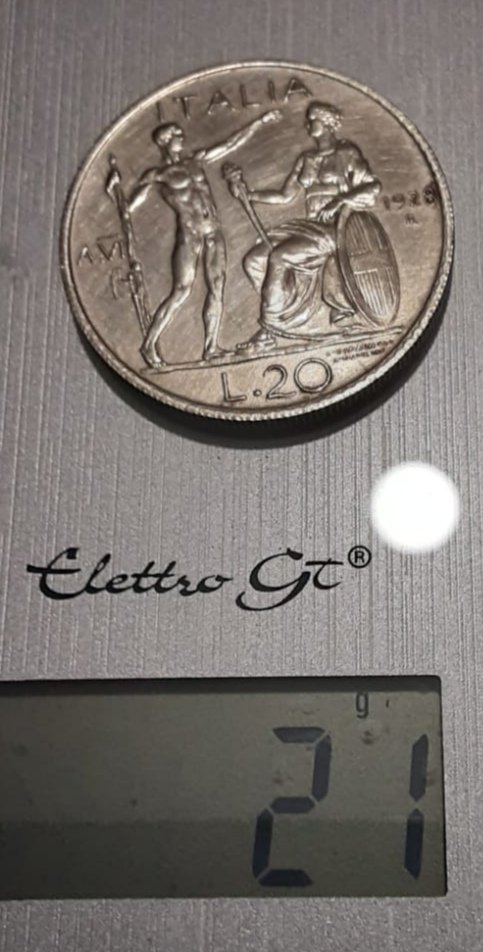 ITALIA
1928
R
A.VI
L.20
Elettro Gt®
g
21